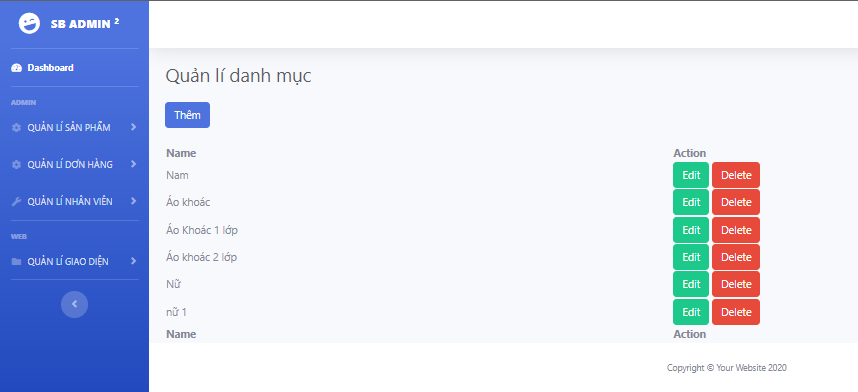 SB ADMIN 2
Dashboard
ADMIN
QUẢN LÍ SẢN PHẨM
QUẢN LÍ ĐƠN HÀNG
QUẢN LÍ NHÂN VIÊN
WEB
QUẢN LÍ GIAO DIỆN
Quản lí danh mục
Thêm
Name Action
Nam Edit Delete
Áo khoác Edit Delete
Áo Khoác 1 lớp Edit Delete
Áo khoác 2 lớp Edit Delete
Nữ Edit Delete
nữ 1 Edit Delete
Name Action
Copyright © Your Website 2020